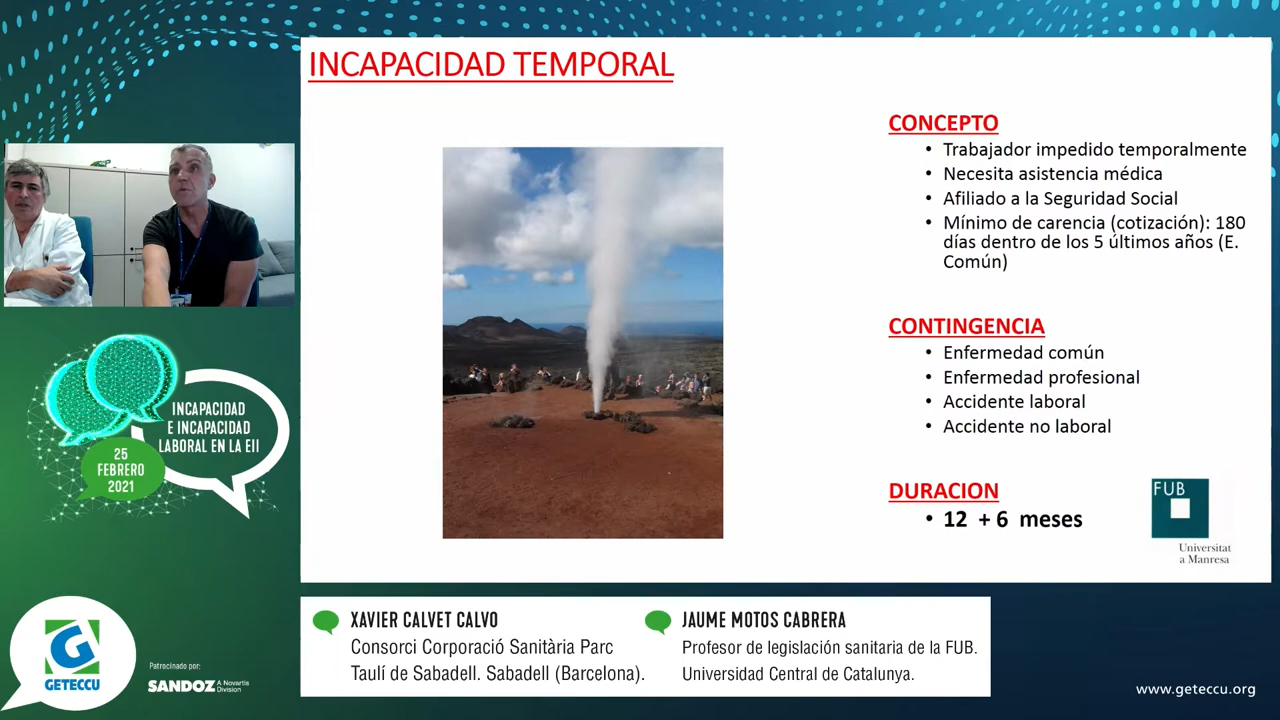 INCAPACIDAD TEMPORAL
CONCEPTO
• Trabajador impedido temporalmente
• Necesita asistencia médica
• Afiliado a la Seguridad Social
• Mínimo de carencia (cotización): 180
días dentro de los 5 últimos años (E.
Común)
CONTINGENCIA
• Enfermedad común
• Enfermedad profesional
• Accidente laboral
• Accidente no laboral
DURACION
• 12 + 6 meses
FUB
Universitat
a Manresa
INCAPACIDAD
E INCAPACIDAD
LABORAL EN LA EII
25
FEBRERO
2021
XAVIER CALVET CALVO
Consorci Corporació Sanitària Parc
Taulí de Sabadell. Sabadell (Barcelona).
JAUME MOTOS CABRERA
Profesor de legislación sanitaria de la FUB.
Universidad Central de Catalunya.
G
GETECCU
Patrocinado por:
SANDOZ A Novartis
Division
www.geteccu.org